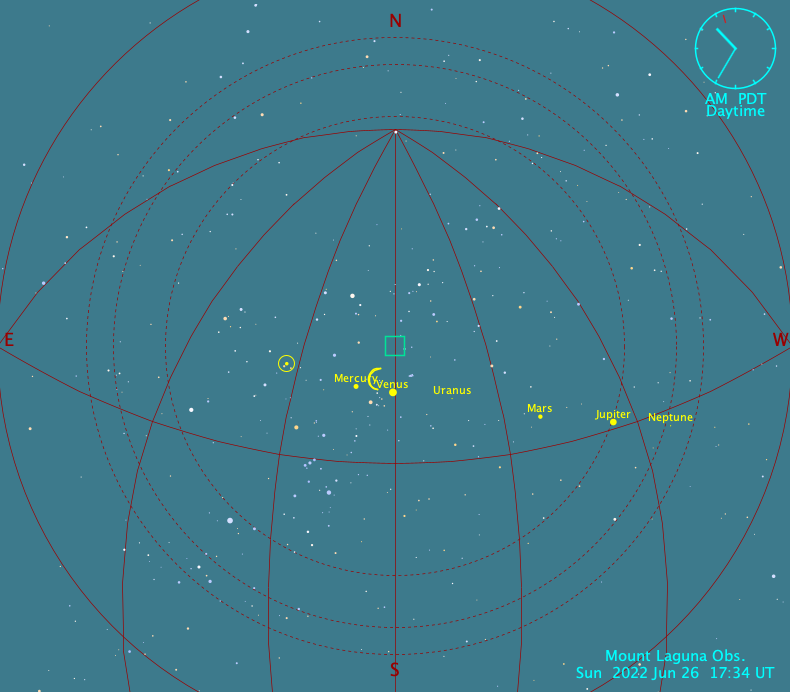 N
AM PDT
Daytime
E
W
Mercury
Venus
Uranus
Mars
Jupiter
Neptune
S
Mount Laguna Obs.
Sun 2022 Jun 26 17:34 UT